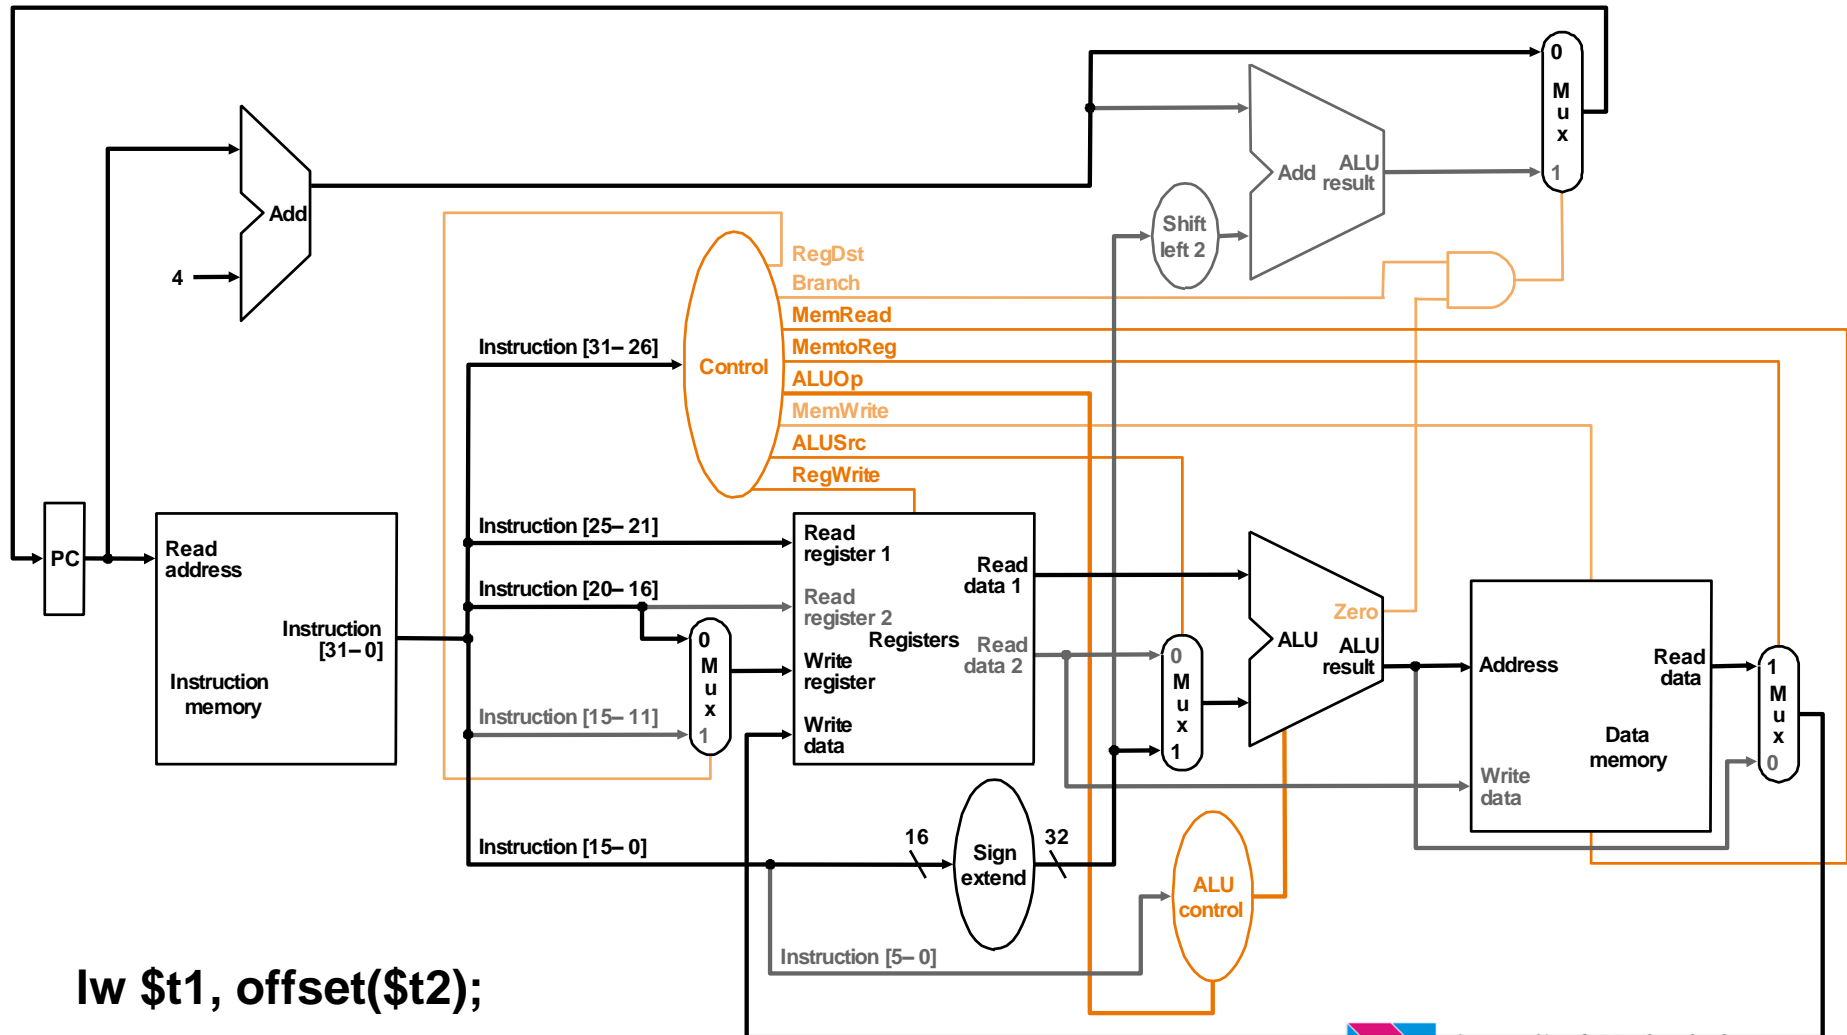 0
M
u
x
1
Add
ALU
result
Shift
left 2
Add
4
RegDst
Branch
MemRead
MemtoReg
ALUOp
MemWrite
ALUSrc
RegWrite
Control
Instruction [31– 26]
Instruction [25– 21]
Instruction [20– 16]
Instruction [15– 11]
Instruction [15– 0]
Instruction [5– 0]
PC
Read
address
Instruction
[31– 0]
Instruction
memory
0
M
u
x
1
Read
register 1
Read
register 2
Write
register
Write
data
Registers
Read
data 1
Read
data 2
0
M
u
x
1
Zero
ALU
ALU
result
Address
Read
data
Data
memory
Write
data
1
M
u
x
0
16
Sign
extend
32
ALU
control
lw $t1, offset($t2);